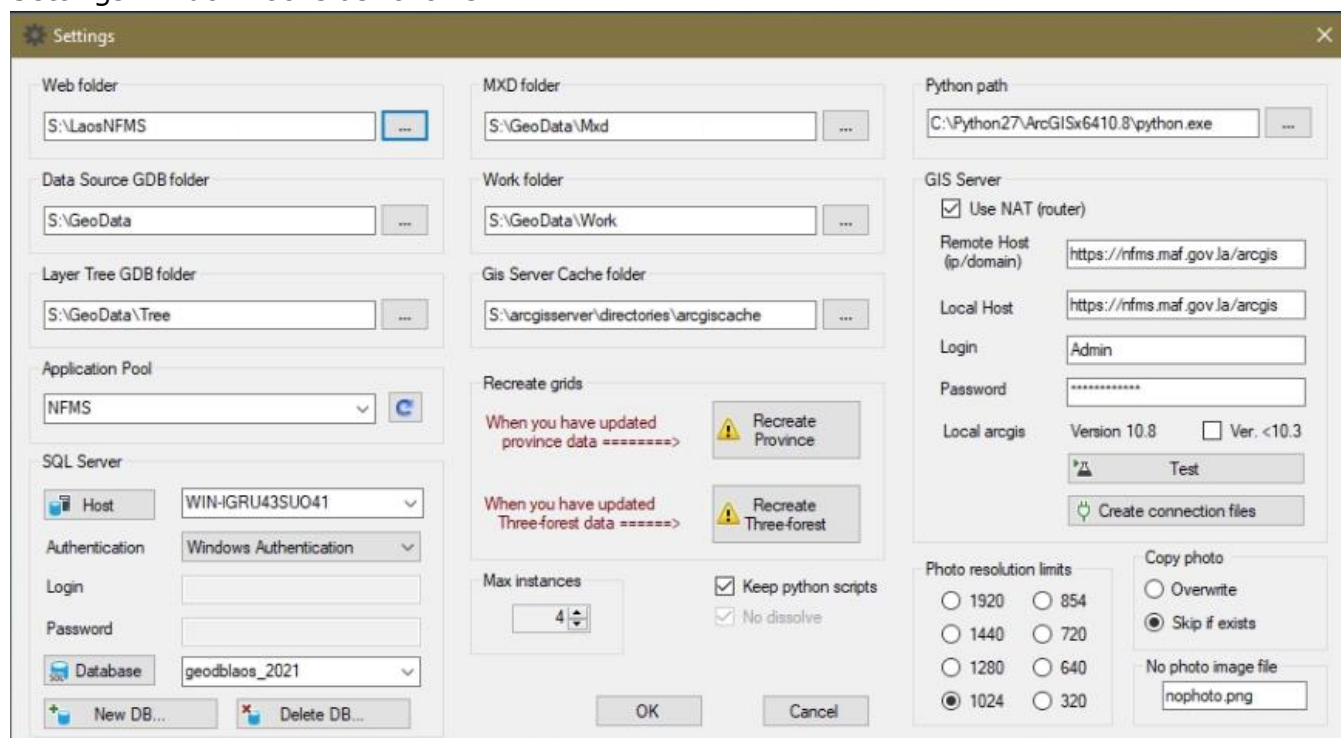 Settings
Web folder
S:\LaosNFMS
...
Data Source GDB folder
S:\GeoData
...
Layer Tree GDB folder
S:\GeoData\Tree
...
Application Pool
NFMS
SQL Server
Host
WIN-IGRU43SUO41
Authentication
Windows Authentication
Login
Password
Database
geodblaos_2021
New DB...
Delete DB...
MXD folder
S:\GeoData\Mxd
...
Work folder
S:\GeoData\Work
...
Gis Server Cache folder
S:\arcgisserver\directories\arcgiscache
...
Recreate grids
When you have updated
province data ========>
Recreate
Province
When you have updated
Three-forest data ======>
Recreate
Three-forest
Max instances
4
Keep python scripts
No dissolve
OK
Cancel
Python path
C:\Python27\ArcGISx6410.8\python.exe
...
GIS Server
Use NAT (router)
Remote Host
(ip/domain)
https://nfms.maf.gov.la/arcgis
Local Host
https://nfms.maf.gov.la/arcgis
Login
Admin
Password
************
Local arcgis
Version 10.8
Ver. <10.3
Test
Create connection files
Photo resolution limits
1920
854
1440
720
1280
640
1024
320
Copy photo
Overwrite
Skip if exists
No photo image file
nophoto.png